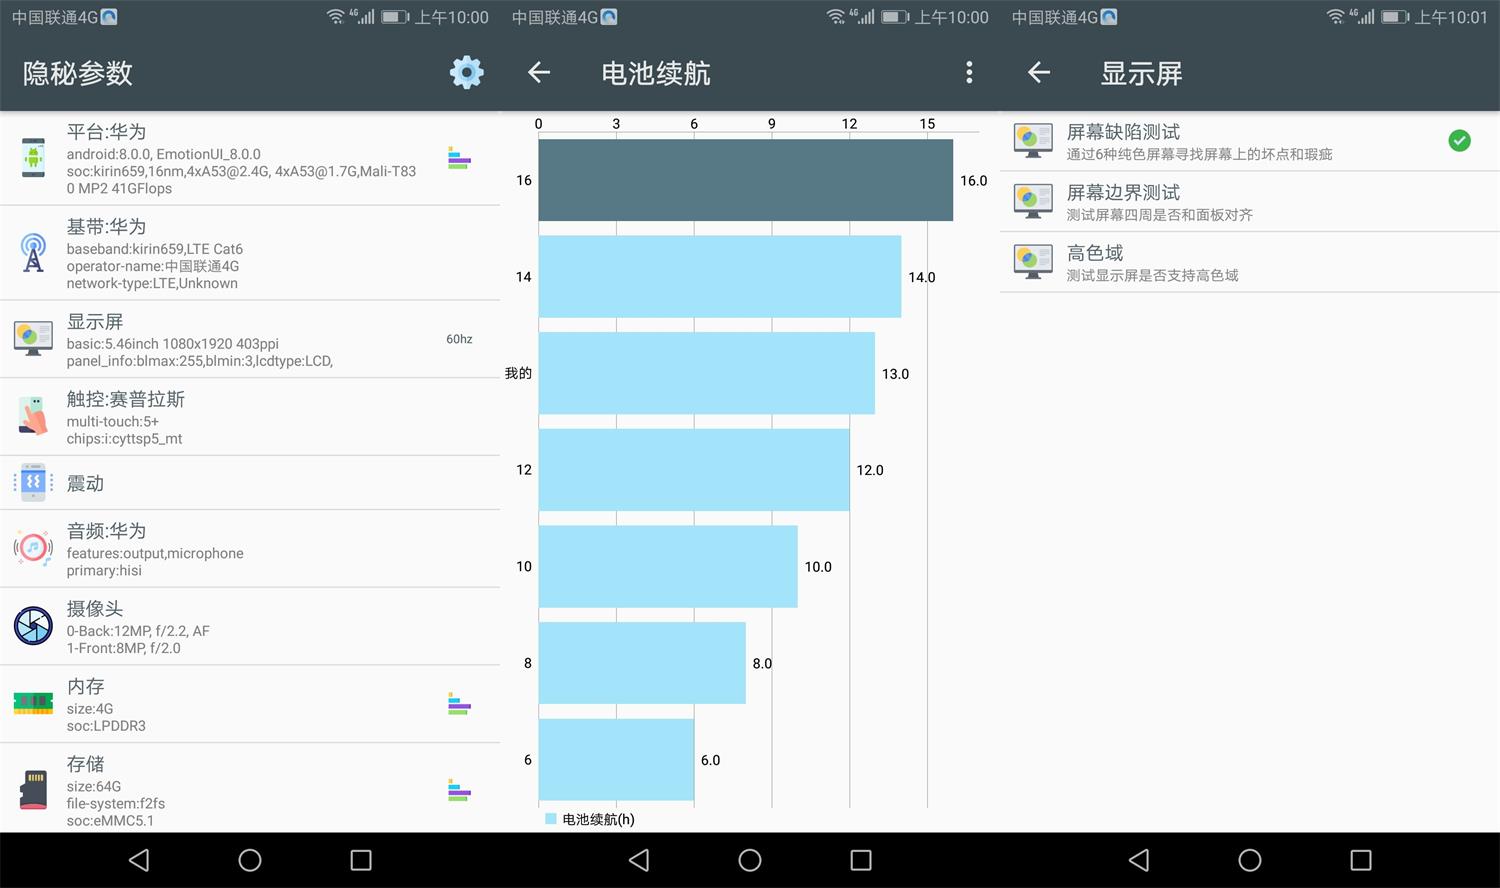 中国联通4G
4G
上午10:00
隐秘参数
平台:华为
android:8.0.0, EmotionUI_8.0.0
soc:kirin659,16nm,4xA53@2.4G, 4xA53@1.7G,Mali-T83
0 MP2 41GFlops
基带:华为
baseband:kirin659,LTE Cat6
operator-name:中国联通4G
network-type:LTE,Unknown
显示屏
basic:5.46inch 1080x1920 403ppi
panel_info:blmax:255,blmin:3,lcdtype:LCD,
60hz
触控:赛普拉斯
multi-touch:5+
chips:i:cyttsp5_mt
震动
音频:华为
features:output,microphone
primary:hisi
摄像头
0-Back:12MP, f/2.2, AF
1-Front:8MP, f/2.0
内存
size:4G
soc:LPDDR3
存储
size:64G
file-system:f2fs
soc:eMMC5.1
中国联通4G
4G
上午10:00
电池续航
0 3 6 9 12 15
16 16.0
14 14.0
我的 13.0
12 12.0
10 10.0
8 8.0
6 6.0
电池续航(h)
中国联通4G
4G
上午10:01
显示屏
屏幕缺陷测试
通过6种纯色屏幕寻找屏幕上的坏点和瑕疵
屏幕边界测试
测试屏幕四周是否和面板对齐
高色域
测试显示屏是否支持高色域